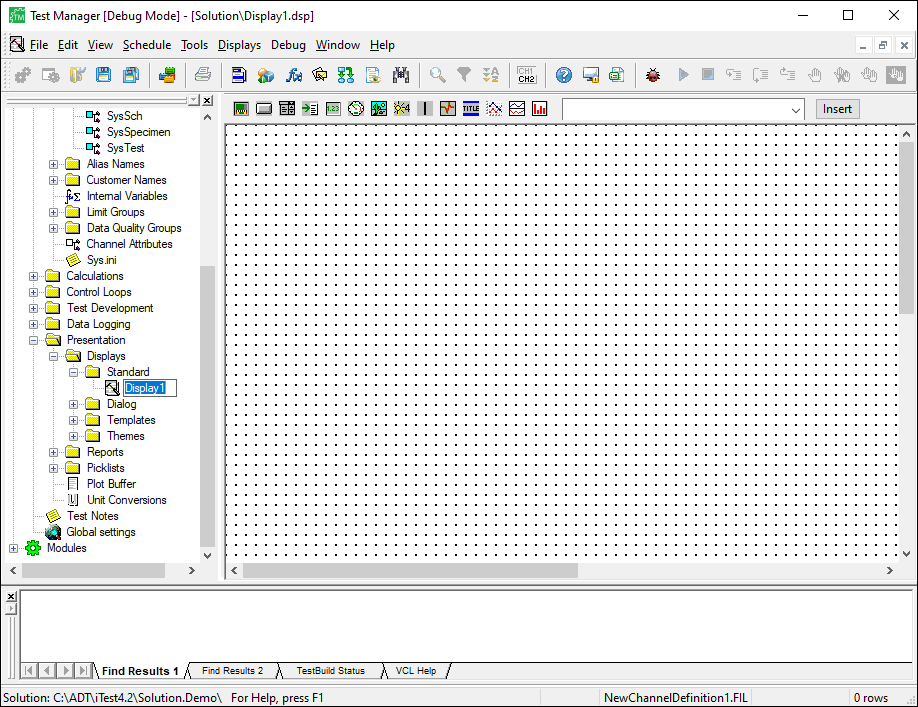 Test Manager [Debug Mode] - [Solution\Display1.dsp]
File Edit View Schedule Tools Displays Debug Window Help
CH1
CH2
1.23
TITLE
Insert
SysSch
SysSpecimen
SysTest
Alias Names
Customer Names
Internal Variables
Limit Groups
Data Quality Groups
Channel Attributes
Sys.ini
Calculations
Control Loops
Test Development
Data Logging
Presentation
Displays
Standard
Display1
Dialog
Templates
Themes
Reports
Picklists
Plot Buffer
Unit Conversions
Test Notes
Global settings
Modules
Find Results 1 Find Results 2 TestBuild Status VCL Help
Solution: C:\ADT\iTest4.2\Solution.Demo\ For Help, press F1 NewChannelDefinition1.FIL 0 rows